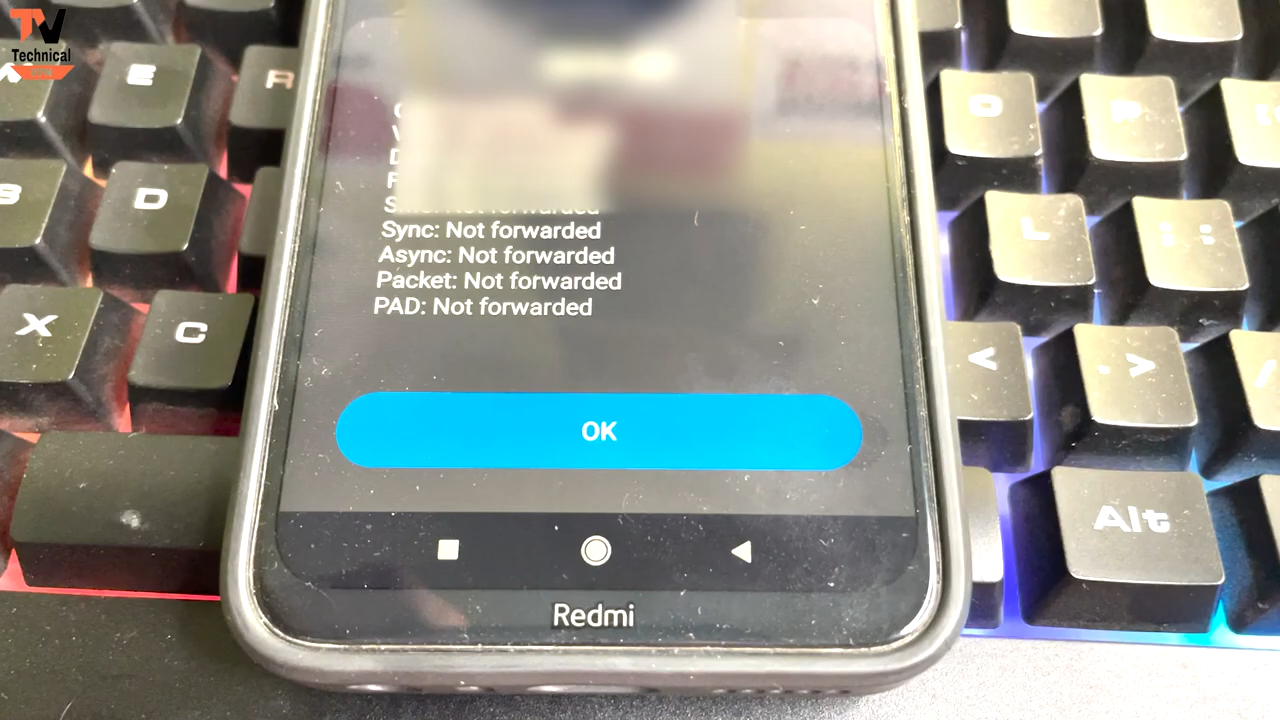 TV
Technical
E
R
D
X
C
O
P
L
: ;
<
. >
Alt
Sync: Not forwarded
Async: Not forwarded
Packet: Not forwarded
PAD: Not forwarded
OK
Redmi